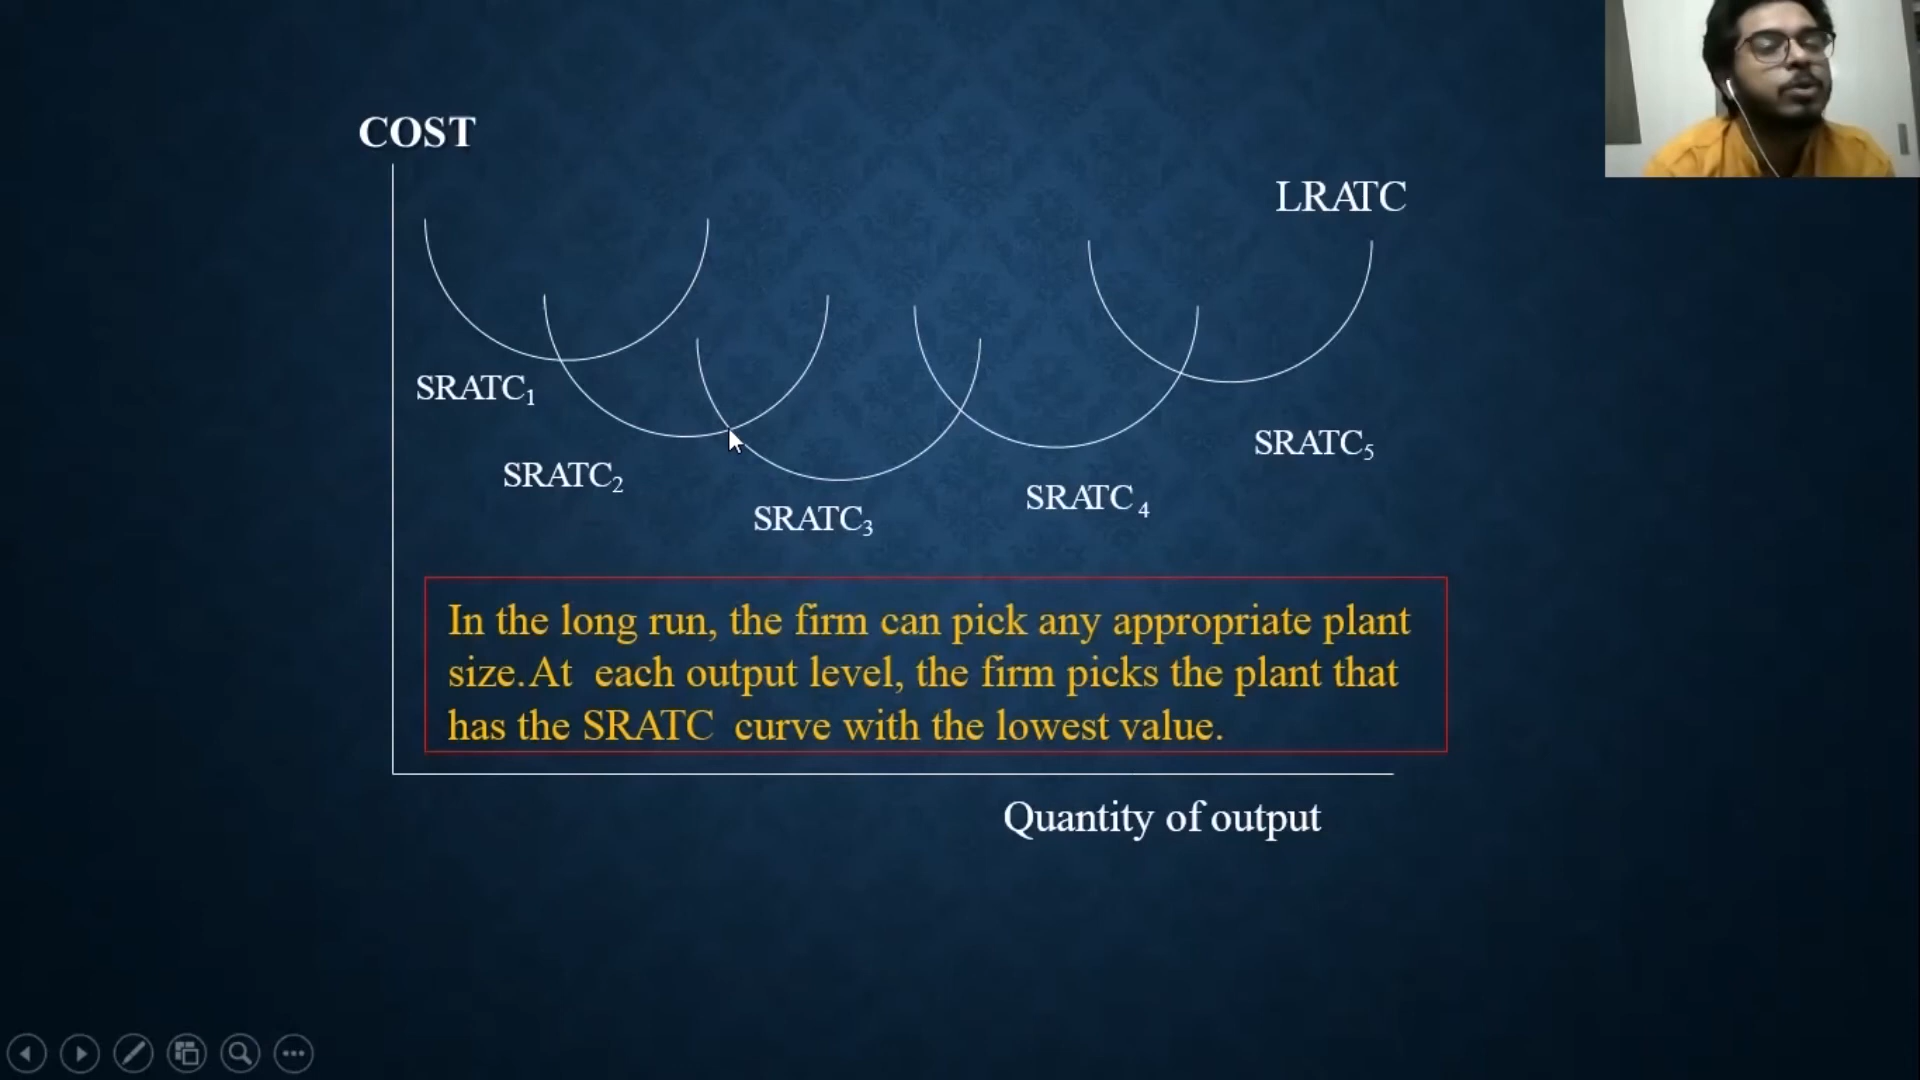 COST
LRATC
SRATC₁
SRATC₂
SRATC₃
SRATC ₄
SRATC₅
In the long run, the firm can pick any appropriate plant
size.At each output level, the firm picks the plant that
has the SRATC curve with the lowest value.
Quantity of output